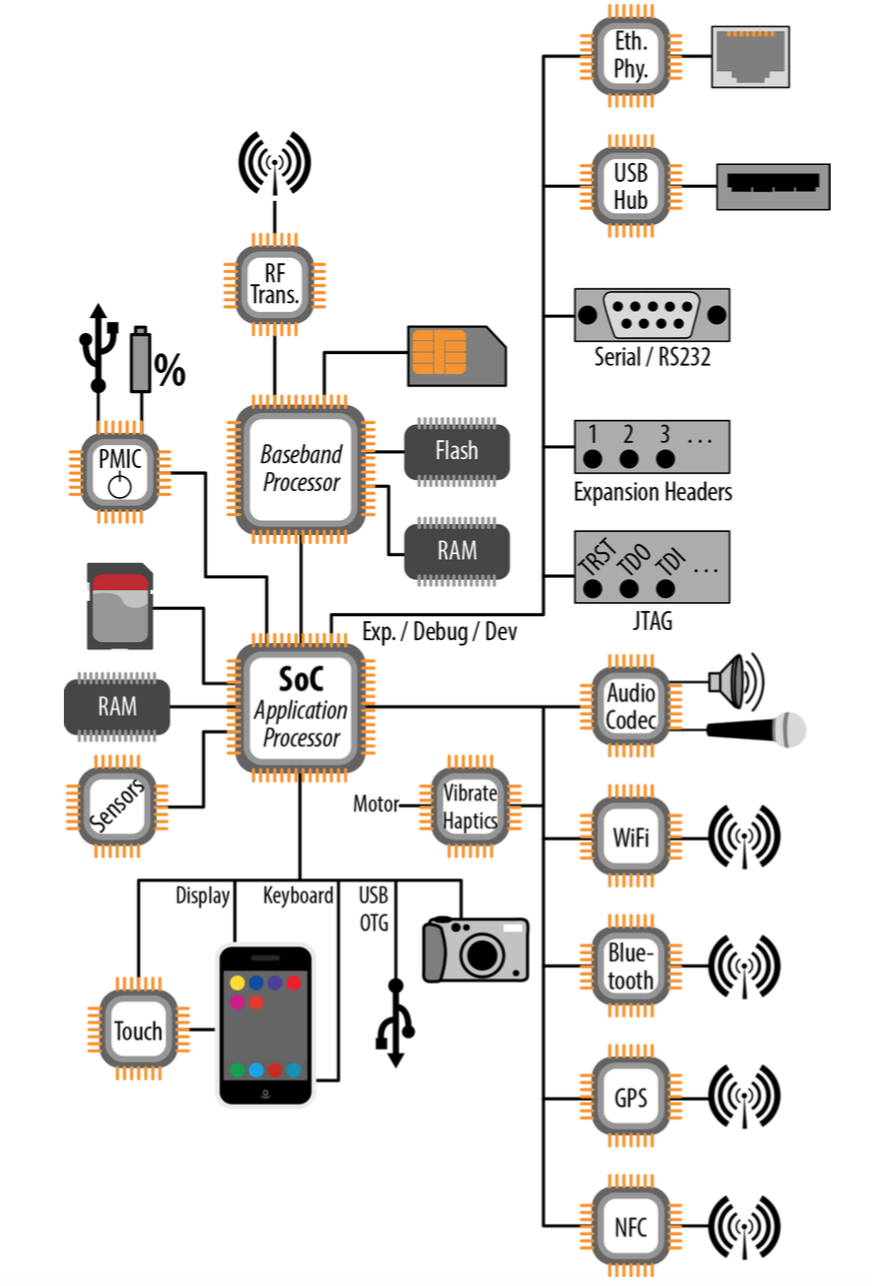 Eth.
Phy.
USB
Hub
RF
Trans.
Serial / RS232
%
PMIC
Baseband
Processor
Flash
1 2 3 ...
Expansion Headers
RAM
TRST TDO TDI ...
JTAG
Exp. / Debug / Dev
SoC
Application
Processor
RAM
Audio
Codec
Sensors
Motor
Vibrate
Haptics
WiFi
Display
Keyboard
USB
OTG
Blue-
tooth
Touch
GPS
NFC